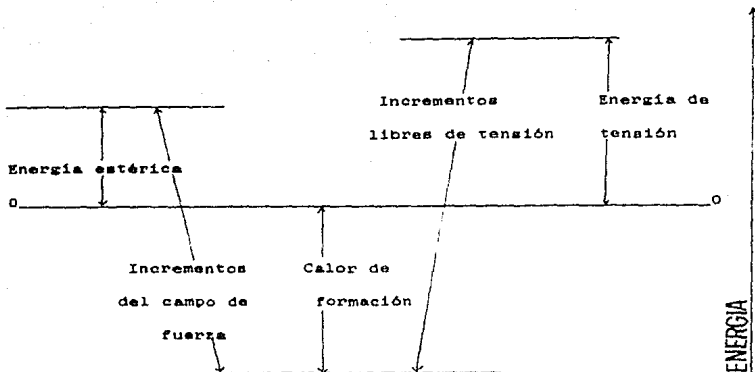 Incrementos
libres de tensión
Energía de
tensión
Energía estérica
o
o
Incrementos
del campo de
fuerza
Calor de
formación
ENERGIA